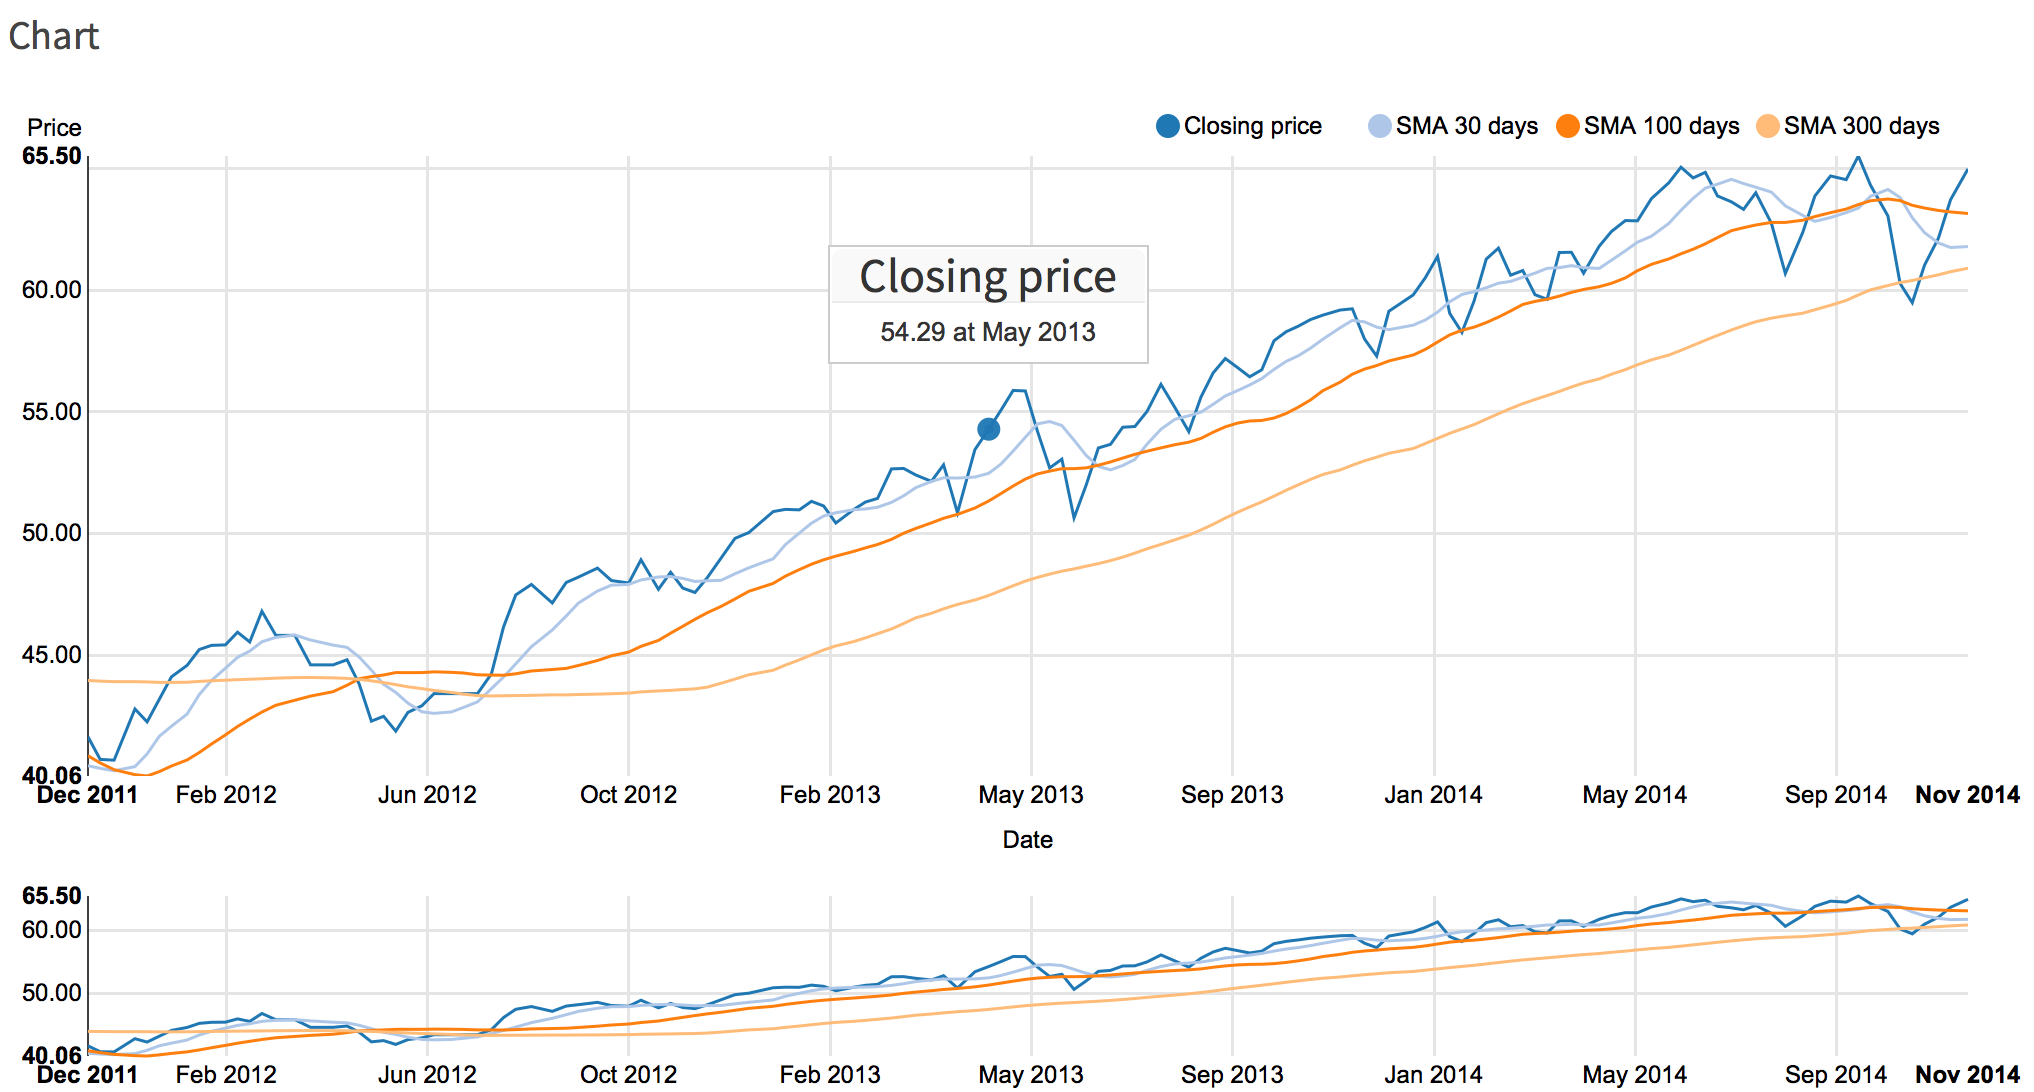 Chart
Closing price SMA 30 days SMA 100 days SMA 300 days
Price
65.50
Closing price
60.00
54.29 at May 2013
55.00
50.00
45.00
40.06
Dec 2011 Feb 2012 Jun 2012 Oct 2012 Feb 2013 May 2013 Sep 2013 Jan 2014 May 2014 Sep 2014 Nov 2014
Date
65.50
60.00
50.00
40.06
Dec 2011 Feb 2012 Jun 2012 Oct 2012 Feb 2013 May 2013 Sep 2013 Jan 2014 May 2014 Sep 2014 Nov 2014